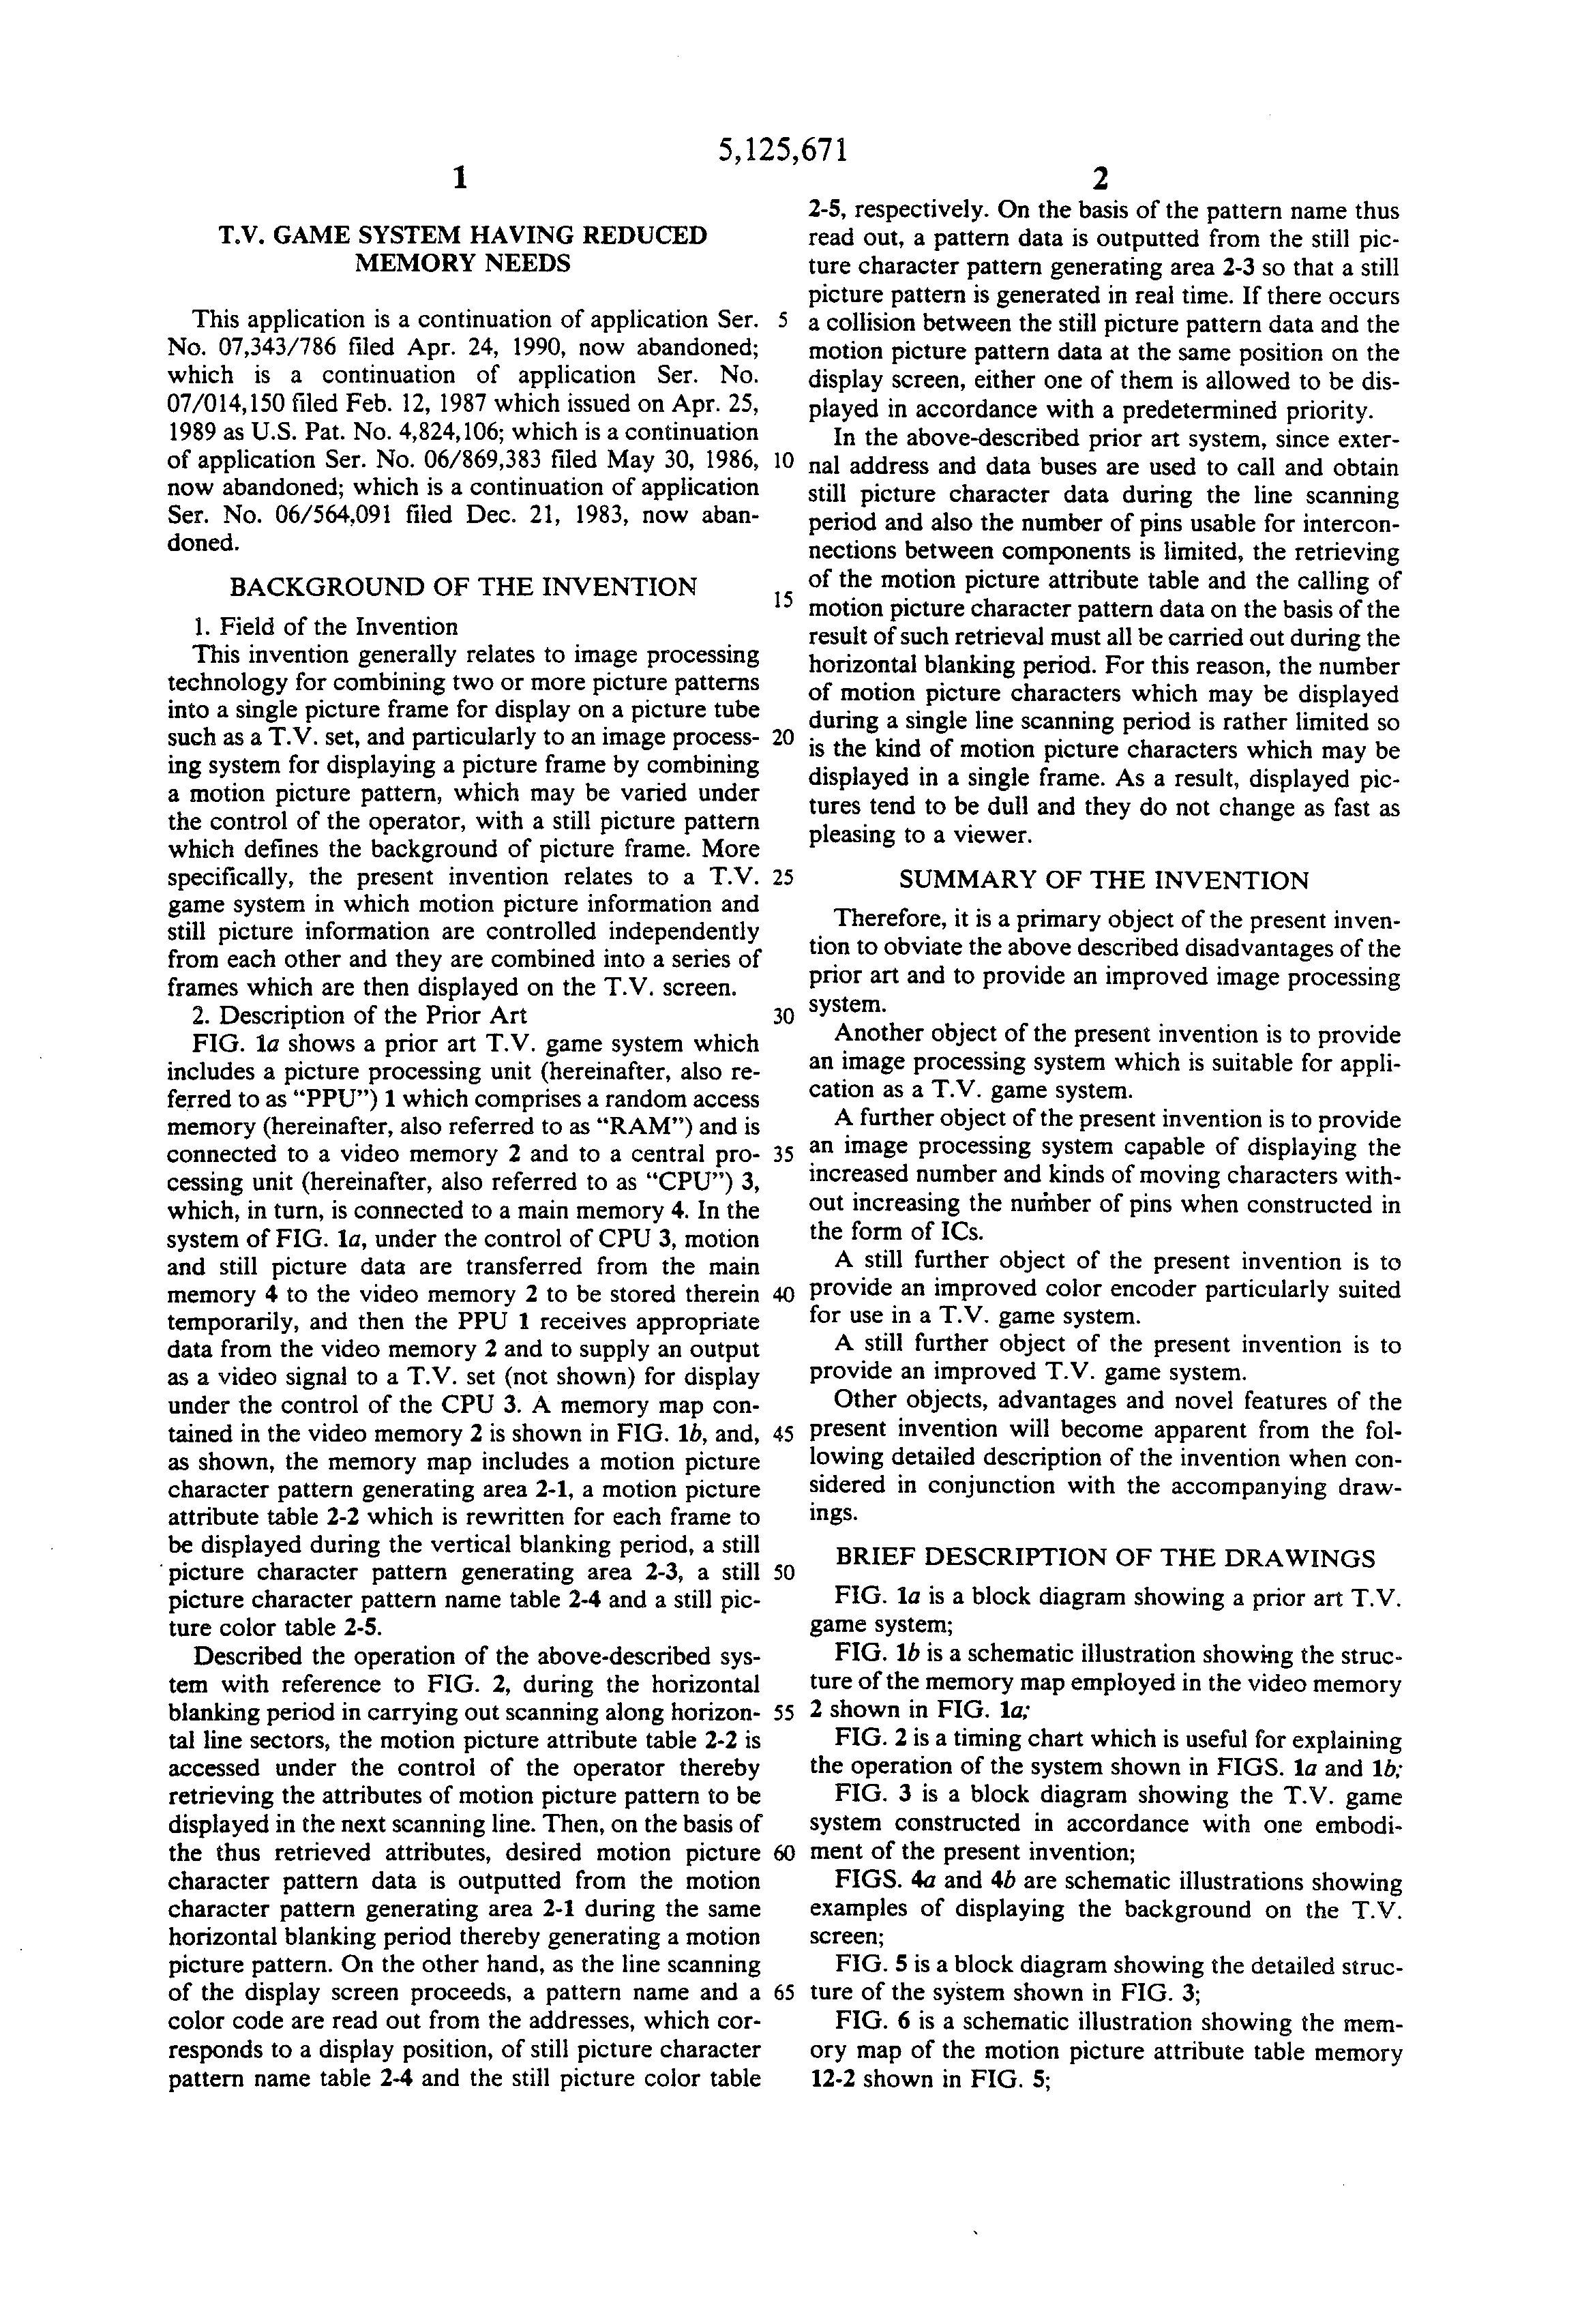 5,125,671
1
T.V. GAME SYSTEM HAVING REDUCED
MEMORY NEEDS
This application is a continuation of application Ser.
No. 07,343/786 filed Apr. 24, 1990, now abandoned;
which is a continuation of application Ser. No.
07/014,150 filed Feb. 12, 1987 which issued on Apr. 25,
1989 as U.S. Pat. No. 4,824,106; which is a continuation
of application Ser. No. 06/869,383 filed May 30, 1986,
now abandoned; which is a continuation of application
Ser. No. 06/564,091 filed Dec. 21, 1983, now aban-
doned.
BACKGROUND OF THE INVENTION
1. Field of the Invention
This invention generally relates to image processing
technology for combining two or more picture patterns
into a single picture frame for display on a picture tube
such as a T.V. set, and particularly to an image process-
ing system for displaying a picture frame by combining
a motion picture pattern, which may be varied under
the control of the operator, with a still picture pattern
which defines the background of picture frame. More
specifically, the present invention relates to a T.V.
game system in which motion picture information and
still picture information are controlled independently
from each other and they are combined into a series of
frames which are then displayed on the T.V. screen.
2. Description of the Prior Art
FIG. 1a shows a prior art T.V. game system which
includes a picture processing unit (hereinafter, also re-
ferred to as “PPU”) 1 which comprises a random access
memory (hereinafter, also referred to as “RAM”) and is
connected to a video memory 2 and to a central pro-
cessing unit (hereinafter, also referred to as “CPU”) 3,
which, in turn, is connected to a main memory 4. In the
system of FIG. 1a, under the control of CPU 3, motion
and still picture data are transferred from the main
memory 4 to the video memory 2 to be stored therein
temporarily, and then the PPU 1 receives appropriate
data from the video memory 2 and to supply an output
as a video signal to a T.V. set (not shown) for display
under the control of the CPU 3. A memory map con-
tained in the video memory 2 is shown in FIG. 1b, and,
as shown, the memory map includes a motion picture
character pattern generating area 2-1, a motion picture
attribute table 2-2 which is rewritten for each frame to
be displayed during the vertical blanking period, a still
picture character pattern generating area 2-3, a still
picture character pattern name table 2-4 and a still pic-
ture color table 2-5.
Described the operation of the above-described sys-
tem with reference to FIG. 2, during the horizontal
blanking period in carrying out scanning along horizon-
tal line sectors, the motion picture attribute table 2-2 is
accessed under the control of the operator thereby
retrieving the attributes of motion picture pattern to be
displayed in the next scanning line. Then, on the basis of
the thus retrieved attributes, desired motion picture
character pattern data is outputted from the motion
character pattern generating area 2-1 during the same
horizontal blanking period thereby generating a motion
picture pattern. On the other hand, as the line scanning
of the display screen proceeds, a pattern name and a
color code are read out from the addresses, which cor-
responds to a display position, of still picture character
pattern name table 2-4 and the still picture color table
5
10
15
20
25
30
35
40
45
50
55
60
65
2
2-5, respectively. On the basis of the pattern name thus
read out, a pattern data is outputted from the still pic-
ture character pattern generating area 2-3 so that a still
picture pattern is generated in real time. If there occurs
a collision between the still picture pattern data and the
motion picture pattern data at the same position on the
display screen, either one of them is allowed to be dis-
played in accordance with a predetermined priority.
In the above-described prior art system, since exter-
nal address and data buses are used to call and obtain
still picture character data during the line scanning
period and also the number of pins usable for intercon-
nections between components is limited, the retrieving
of the motion picture attribute table and the calling of
motion picture character pattern data on the basis of the
result of such retrieval must all be carried out during the
horizontal blanking period. For this reason, the number
of motion picture characters which may be displayed
during a single line scanning period is rather limited so
is the kind of motion picture characters which may be
displayed in a single frame. As a result, displayed pic-
tures tend to be dull and they do not change as fast as
pleasing to a viewer.
SUMMARY OF THE INVENTION
Therefore, it is a primary object of the present inven-
tion to obviate the above described disadvantages of the
prior art and to provide an improved image processing
system.
Another object of the present invention is to provide
an image processing system which is suitable for appli-
cation as a T.V. game system.
A further object of the present invention is to provide
an image processing system capable of displaying the
increased number and kinds of moving characters with-
out increasing the number of pins when constructed in
the form of ICs.
A still further object of the present invention is to
provide an improved color encoder particularly suited
for use in a T.V. game system.
A still further object of the present invention is to
provide an improved T.V. game system.
Other objects, advantages and novel features of the
present invention will become apparent from the fol-
lowing detailed description of the invention when con-
sidered in conjunction with the accompanying draw-
ings.
BRIEF DESCRIPTION OF THE DRAWINGS
FIG. 1a is a block diagram showing a prior art T.V.
game system;
FIG. 1b is a schematic illustration showing the struc-
ture of the memory map employed in the video memory
2 shown in FIG. 1a;
FIG. 2 is a timing chart which is useful for explaining
the operation of the system shown in FIGS. 1a and 1b;
FIG. 3 is a block diagram showing the T.V. game
system constructed in accordance with one embodi-
ment of the present invention;
FIGS. 4a and 4b are schematic illustrations showing
examples of displaying the background on the T.V.
screen;
FIG. 5 is a block diagram showing the detailed struc-
ture of the system shown in FIG. 3;
FIG. 6 is a schematic illustration showing the mem-
ory map of the motion picture attribute table memory
12-2 shown in FIG. 5;